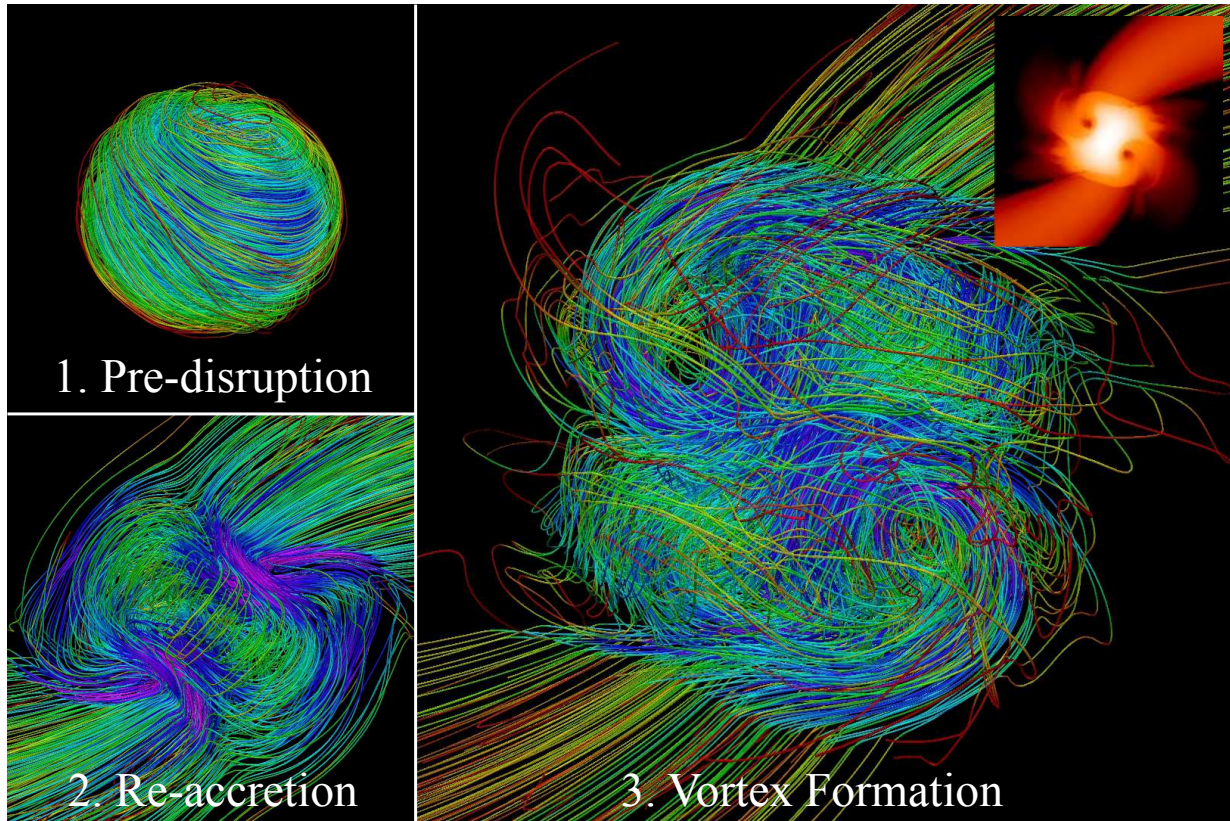 1. Pre-disruption
2. Re-accretion
3. Vortex Formation